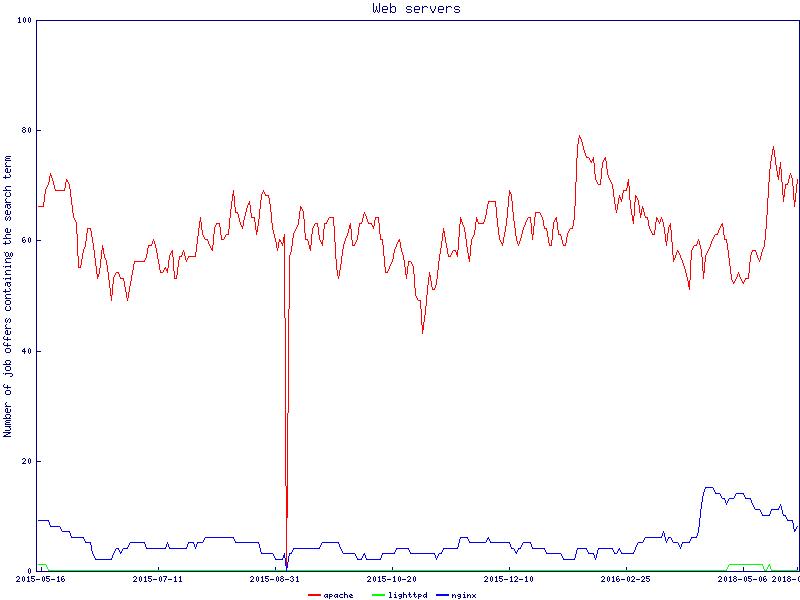 Web servers
100
80
60
40
20
0
Number of job offers containing the search term
2015-05-16 2015-07-11 2015-08-31 2015-10-20 2015-12-10 2016-02-25 2018-05-06 2018-0
apache lighttpd nginx